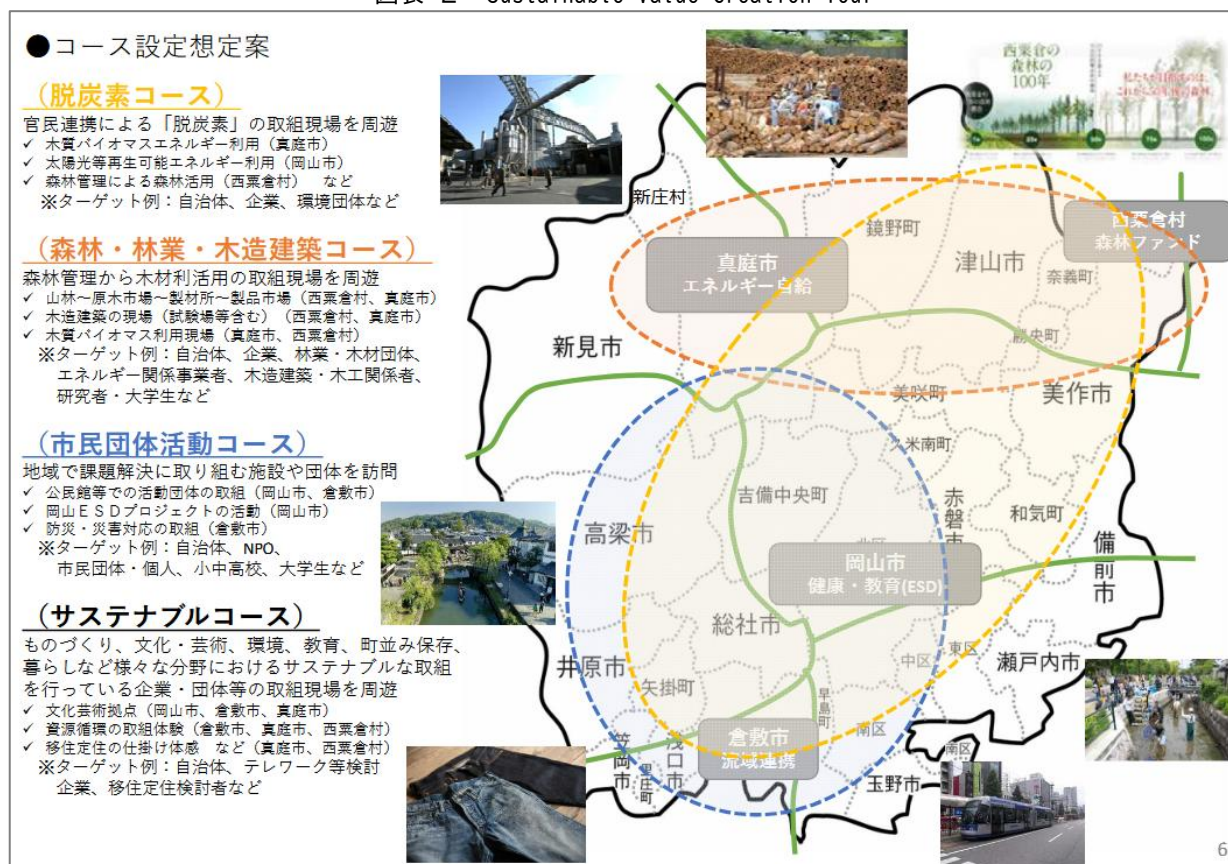 図表 2 Sustainable Value Creation Tour
●コース設定想定案
（脱炭素コース）
官民連携による「脱炭素」の取組現場を周遊
✓ 木質バイオマスエネルギー利用（真庭市）
✓ 太陽光等再生可能エネルギー利用（岡山市）
✓ 森林管理による森林活用（西粟倉村） など
※ターゲット例：自治体、企業、環境団体など
（森林・林業・木造建築コース）
森林管理から木材利活用の取組現場を周遊
✓ 山林～原木市場～製材所～製品市場（西粟倉村、真庭市）
✓ 木造建築の現場（試験場等含む）（西粟倉村、真庭市）
✓ 木質バイオマス利用現場（真庭市、西粟倉村）
※ターゲット例：自治体、企業、林業・木材団体、
エネルギー関係事業者、木造建築・木工関係者、
研究者・大学生など
（市民団体活動コース）
地域で課題解決に取り組む施設や団体を訪問
✓ 公民館等での活動団体の取組（岡山市、倉敷市）
✓ 岡山ＥＳＤプロジェクトの活動（岡山市）
✓ 防災・災害対応の取組（倉敷市）
※ターゲット例：自治体、NPO、
市民団体・個人、小中高校、大学生など
（サステナブルコース）
ものづくり、文化・芸術、環境、教育、町並み保存、
暮らしなど様々な分野におけるサステナブルな取組
を行っている企業・団体等の取組現場を周遊
✓ 文化芸術拠点（岡山市、倉敷市、真庭市）
✓ 資源循環の取組体験（倉敷市、真庭市、西粟倉村）
✓ 移住定住の仕掛け体感 など（真庭市、西粟倉村）
※ターゲット例：自治体、テレワーク等検討
企業、移住定住検討者など
西粟倉の
森林の
100年
私たちが目指すのは、
これから50年後の森林。
新庄村
鏡野町
西粟倉村
森林ファンド
真庭市
エネルギー自給
津山市
奈義町
新見市
勝央町
美咲町
美作市
久米南町
吉備中央町
赤磐市
和気町
高梁市
北区
備前市
岡山市
健康・教育(ESD)
総社市
東区
中区
瀬戸内市
井原市
矢掛町
早島町
倉敷市
流域連携
南区
南区
笠岡市
里庄町
浅口市
玉野市
6